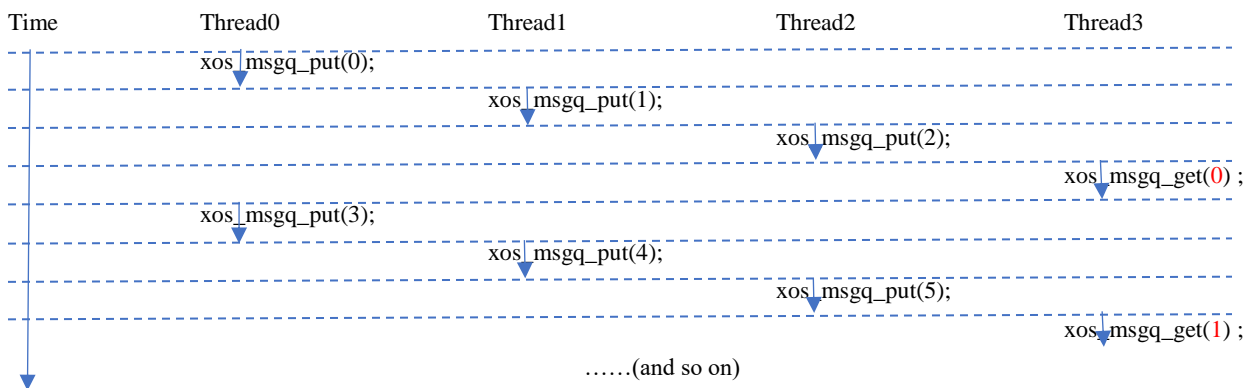 Time Thread0 Thread1 Thread2 Thread3
xos_msgq_put(0);
xos_msgq_put(1);
xos_msgq_put(2);
xos_msgq_get(0) ;
xos_msgq_put(3);
xos_msgq_put(4);
xos_msgq_put(5);
xos_msgq_get(1) ;
……(and so on)